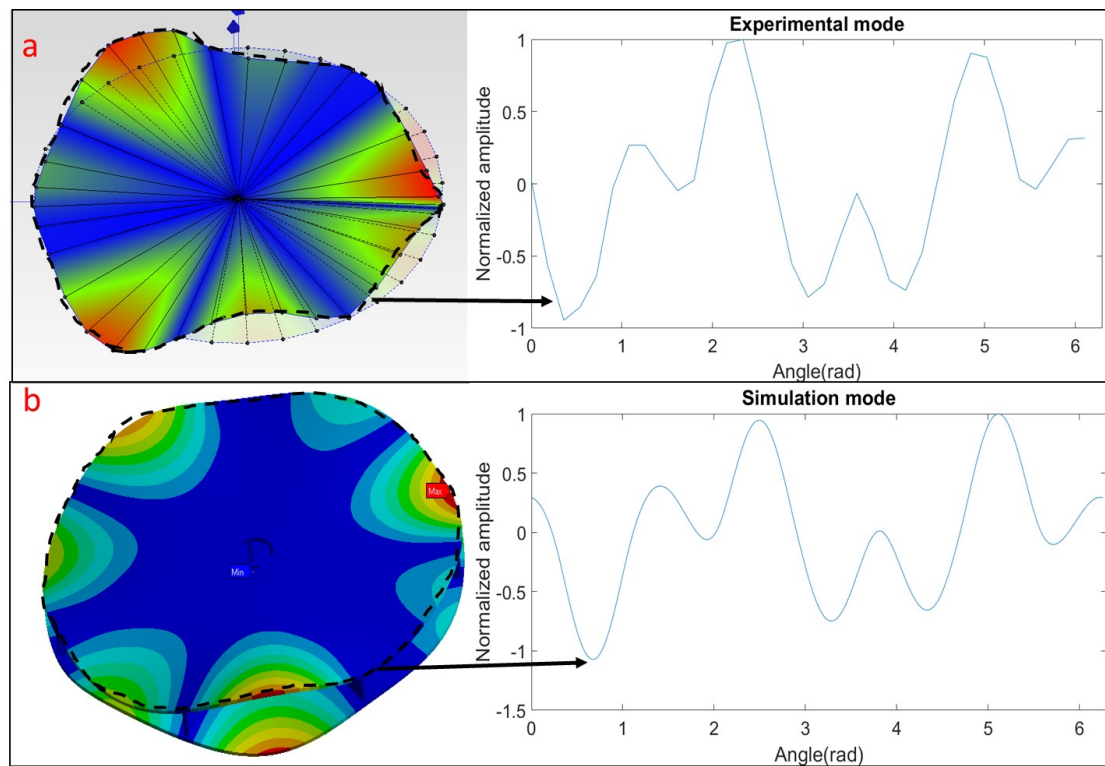 a
Experimental mode
Normalized amplitude
1
0.5
0
-0.5
-1
0 1 2 3 4 5 6
Angle(rad)
b
Max
Min
Simulation mode
Normalized amplitude
1
0.5
0
-0.5
-1
-1.5
0 1 2 3 4 5 6
Angle(rad)